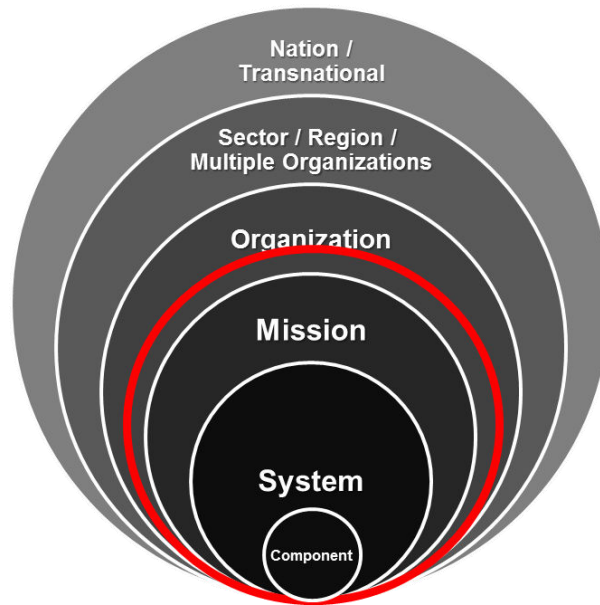 Nation /
Transnational
Sector / Region /
Multiple Organizations
Organization
Mission
System
Component